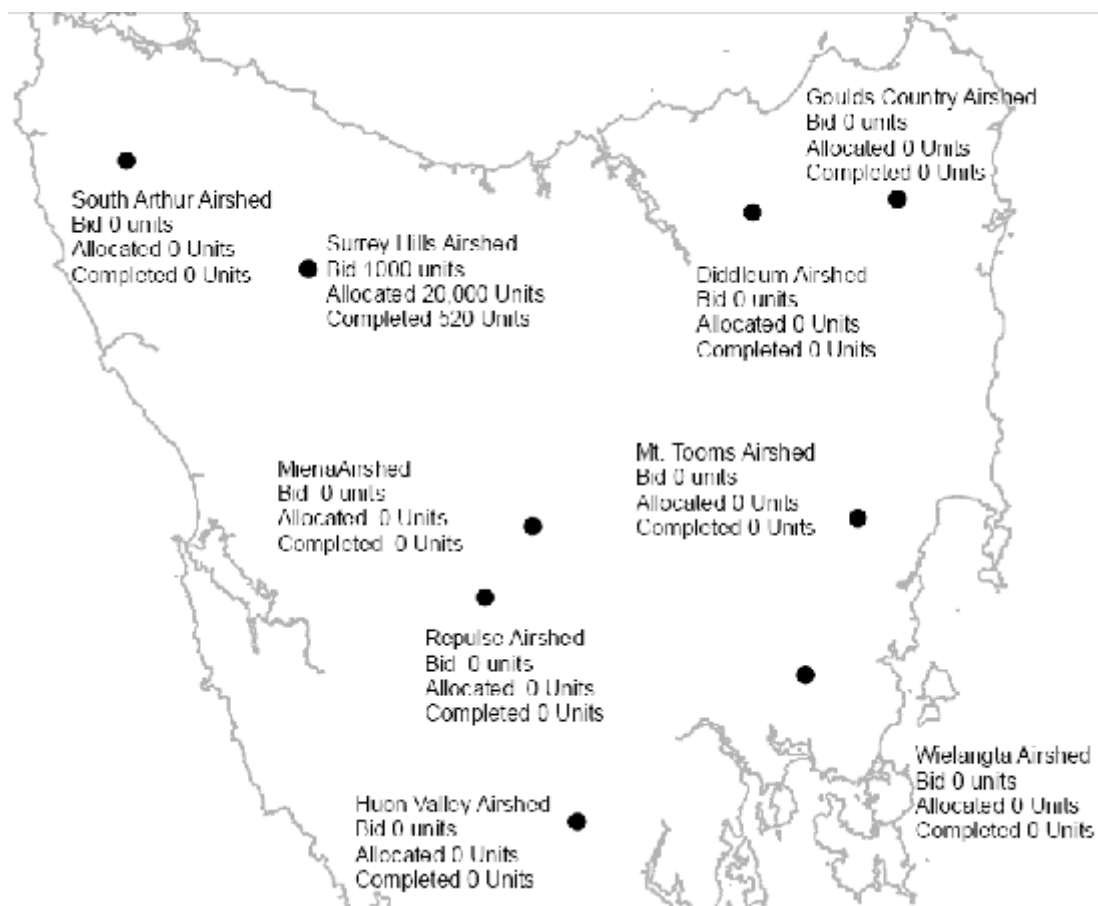 Goulds Country Airshed
Bid 0 units
Allocated 0 Units
Completed 0 Units
South Arthur Airshed
Bid 0 units
Allocated 0 Units
Completed 0 Units
Surrey Hills Airshed
Bid 1000 units
Allocated 20,000 Units
Completed 520 Units
Diddleum Airshed
Bid 0 units
Allocated 0 Units
Completed 0 Units
MienaAirshed
Bid 0 units
Allocated 0 Units
Completed 0 Units
Mt. Tooms Airshed
Bid 0 units
Allocated 0 Units
Completed 0 Units
Repulse Airshed
Bid 0 units
Allocated 0 Units
Completed 0 Units
Wielangta Airshed
Bid 0 units
Allocated 0 Units
Completed 0 Units
Huon Valley Airshed
Bid 0 units
Allocated 0 Units
Completed 0 Units